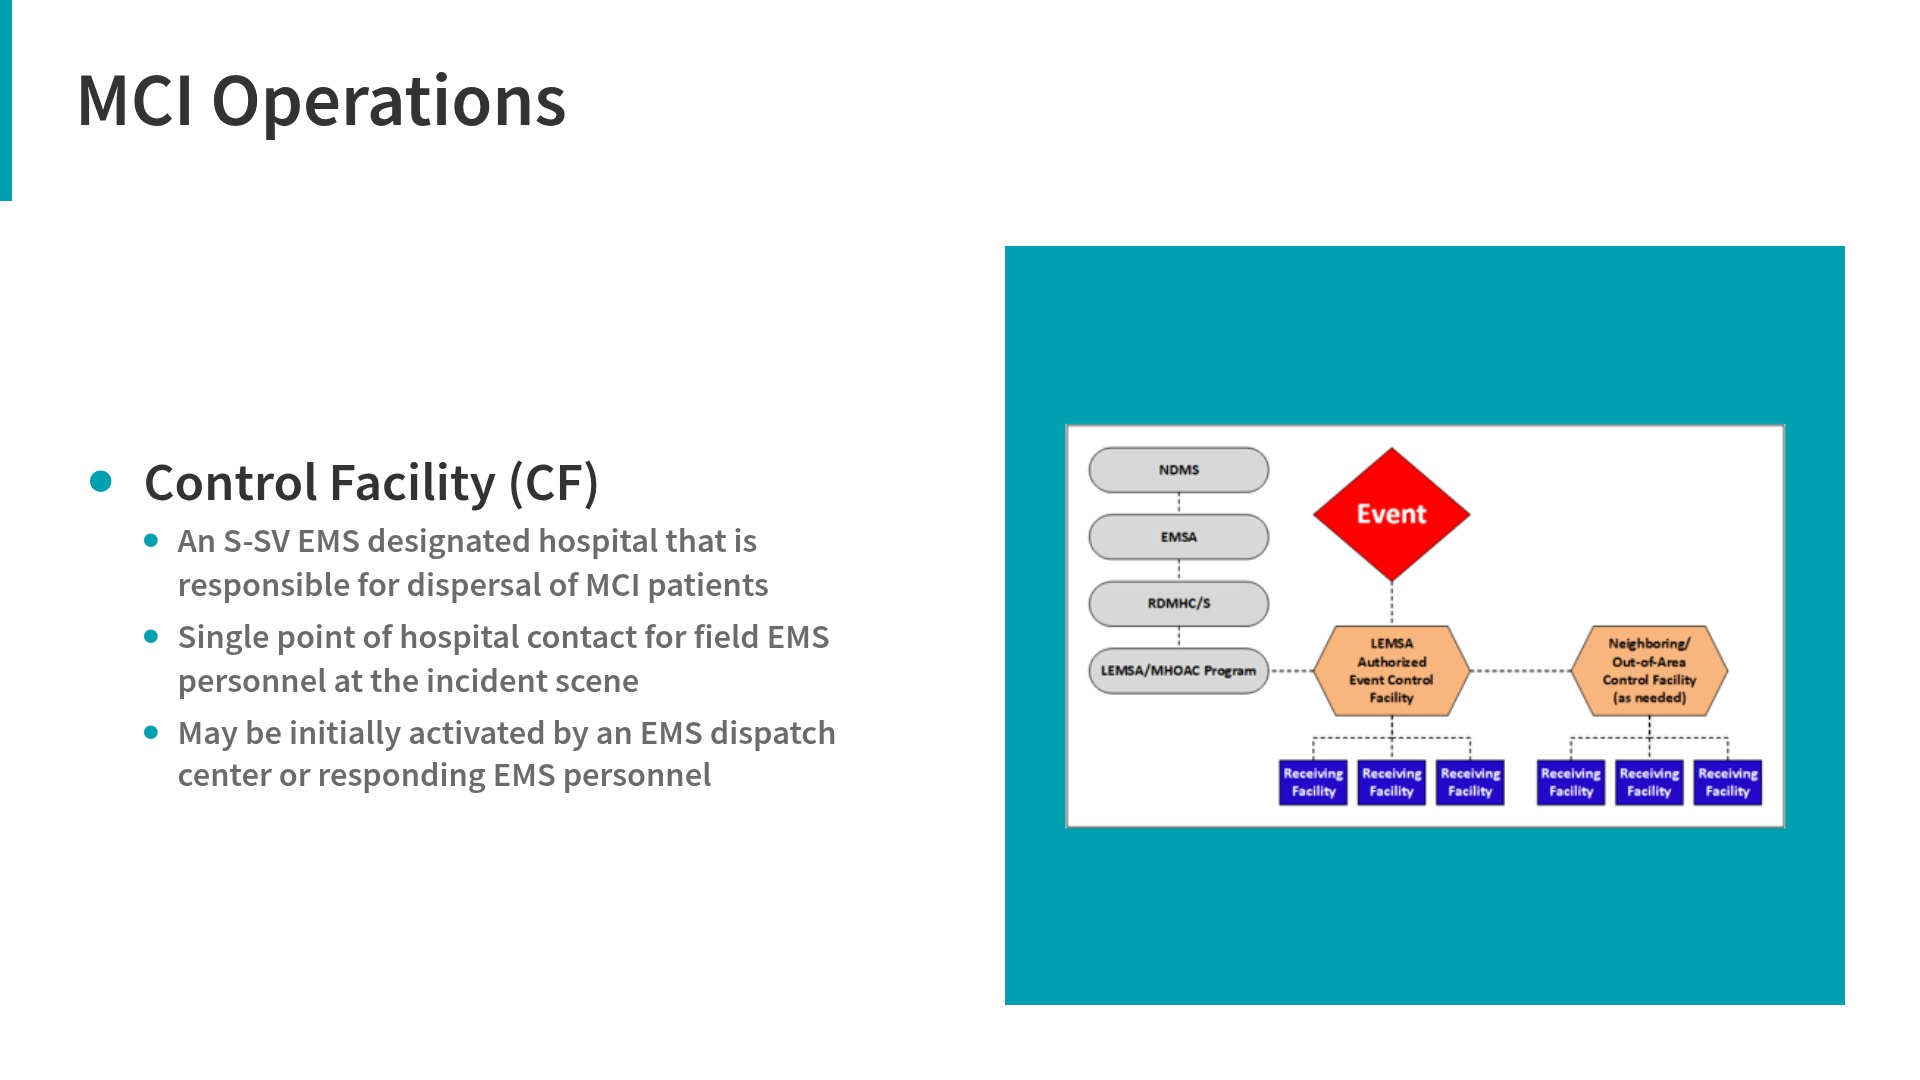 MCI Operations
Control Facility (CF)
An S-SV EMS designated hospital that is
responsible for dispersal of MCI patients
Single point of hospital contact for field EMS
personnel at the incident scene
May be initially activated by an EMS dispatch
center or responding EMS personnel
NDMS
EMSA
RDMHC/S
LEMSA/MHOAC Program
Event
LEMSA
Authorized
Event Control
Facility
Neighboring/
Out-of-Area
Control Facility
(as needed)
Receiving
Facility
Receiving
Facility
Receiving
Facility
Receiving
Facility
Receiving
Facility
Receiving
Facility